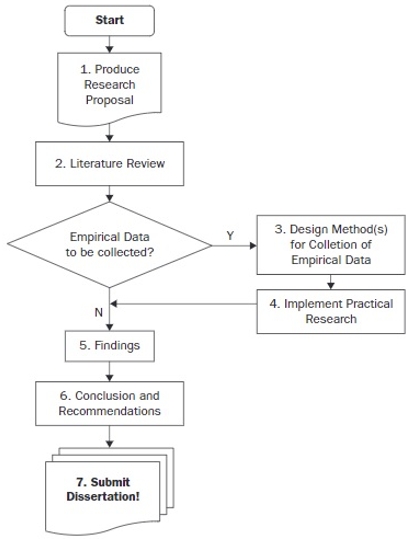 Start
1. Produce
Research
Proposal
2. Literature Review
Empirical Data
to be collected?
Y
3. Design Method(s)
for Colletion of
Empirical Data
4. Implement Practical
Research
N
5. Findings
6. Conclusion and
Recommendations
7. Submit
Dissertation!